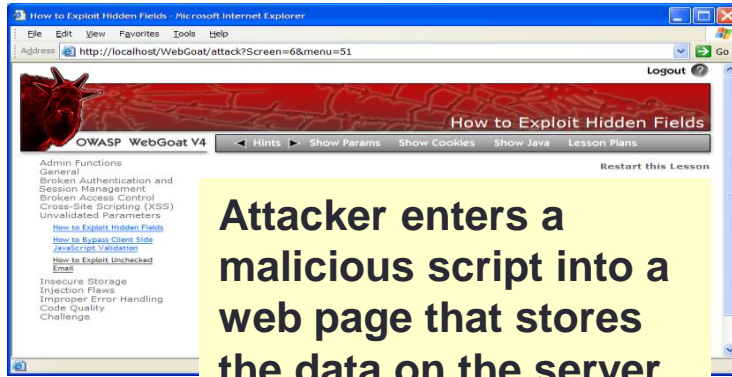 How to Exploit Hidden Fields - Microsoft Internet Explorer
File Edit View Favorites Tools Help
Address http://localhost/WebGoat/attack?Screen=6&menu=51 Go
Logout ?
How to Exploit Hidden Fields
OWASP WebGoat V4 Hints Show Params Show Cookies Show Java Lesson Plans
Restart this Lesson
Admin Functions
General
Broken Authentication and
Session Management
Broken Access Control
Cross-Site Scripting (XSS)
Unvalidated Parameters
How to Exploit Hidden Fields
How to Bypass Client Side
JavaScript Validation
How to Exploit Unchecked
Email
Insecure Storage
Injection Flaws
Improper Error Handling
Code Quality
Challenge
Attacker enters a
malicious script into a
web page that stores
the data on the server